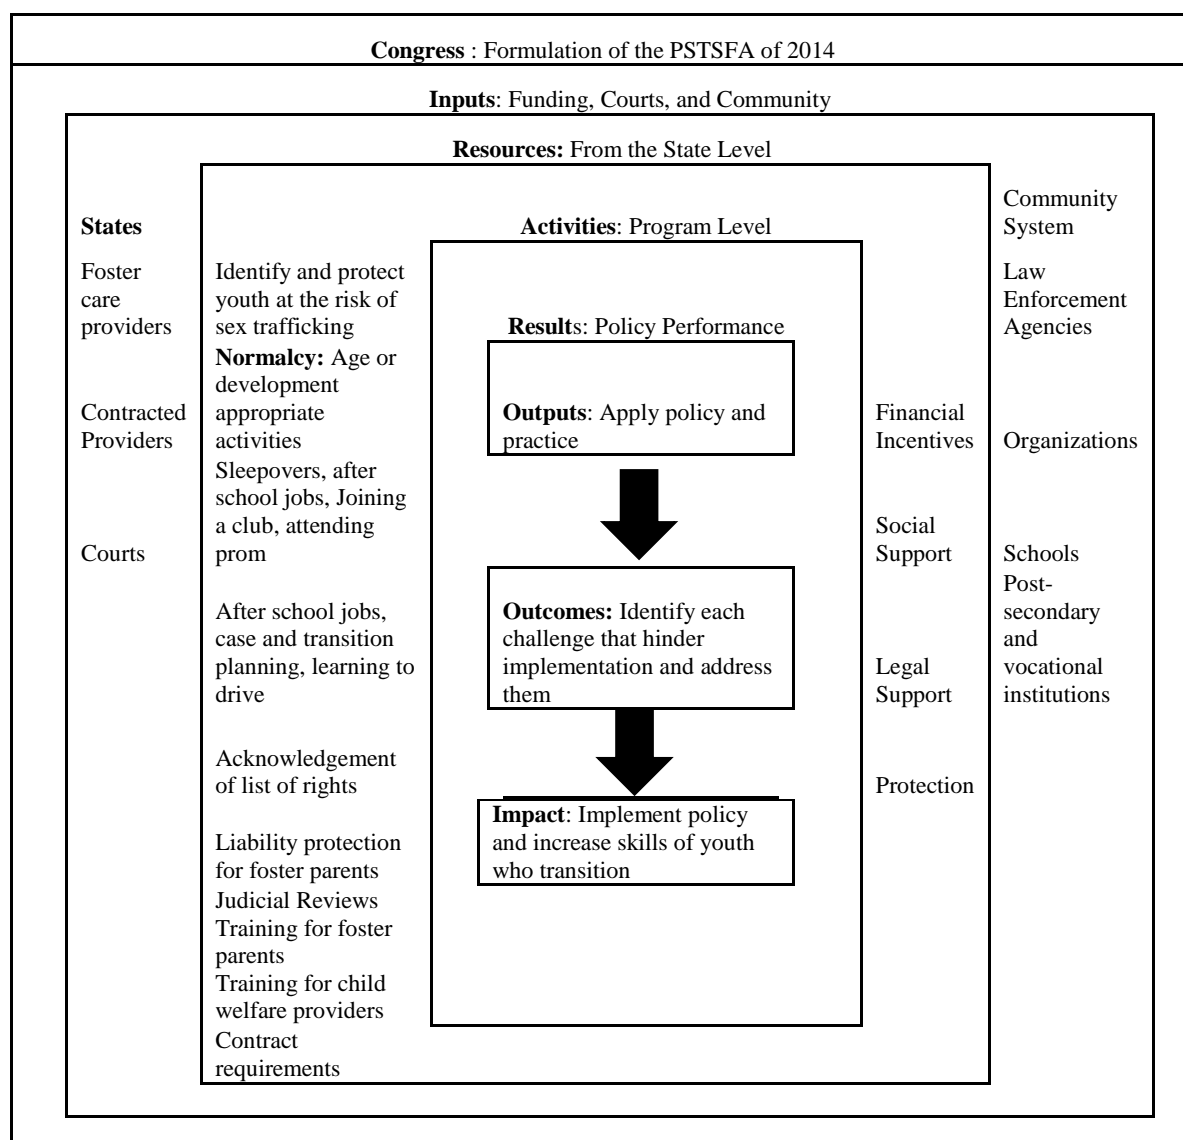 Congress : Formulation of the PSTSFA of 2014
Inputs: Funding, Courts, and Community
Resources: From the State Level
States
Foster
care
providers
Contracted
Providers
Courts
Identify and protect
youth at the risk of
sex trafficking
Normalcy: Age or
development
appropriate
activities
Sleepovers, after
school jobs, Joining
a club, attending
prom
After school jobs,
case and transition
planning, learning to
drive
Acknowledgement
of list of rights
Liability protection
for foster parents
Judicial Reviews
Training for foster
parents
Training for child
welfare providers
Contract
requirements
Activities: Program Level
Results: Policy Performance
Outputs: Apply policy and
practice
Outcomes: Identify each
challenge that hinder
implementation and address
them
Impact: Implement policy
and increase skills of youth
who transition
Financial
Incentives
Social
Support
Legal
Support
Protection
Community
System
Law
Enforcement
Agencies
Organizations
Schools
Post-
secondary
and
vocational
institutions